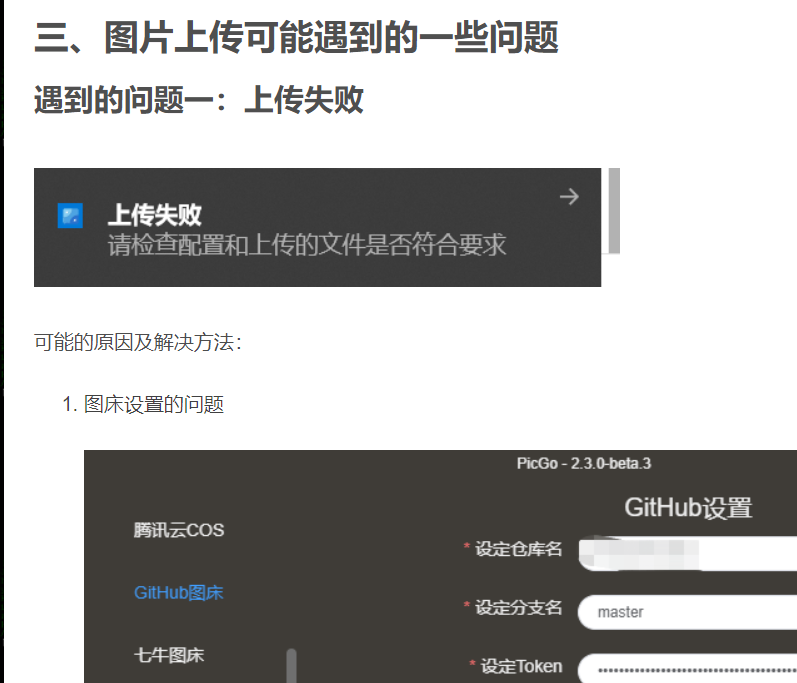 三、图片上传可能遇到的一些问题
遇到的问题一：上传失败
上传失败
请检查配置和上传的文件是否符合要求
可能的原因及解决方法：
1. 图床设置的问题
PicGo - 2.3.0-beta.3
GitHub设置
腾讯云COS
* 设定仓库名
GitHub图床
* 设定分支名 master
七牛图床
* 设定Token